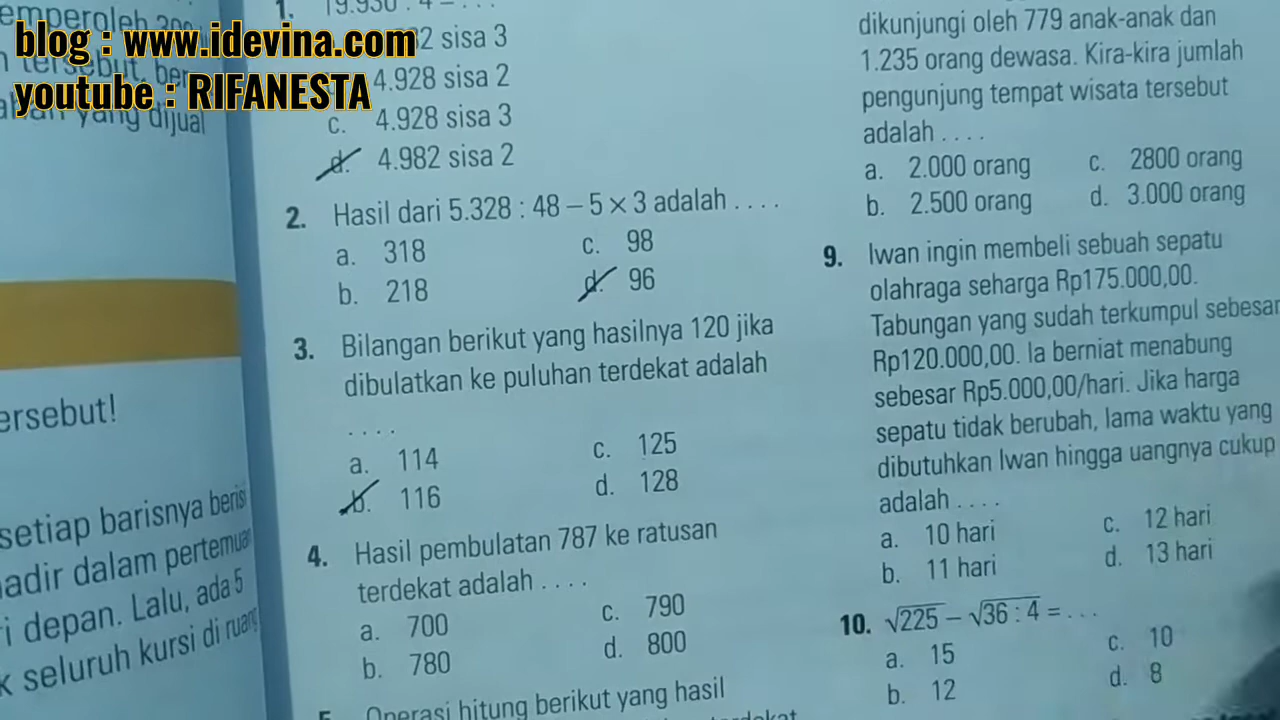 blog : www.idevina.com
youtube : RIFANESTA
dijual
ersebut!
setiap barisnya
hadir dalam
depan. Lalu, ada 5
seluruh kursi di
1. 19.930 : 4
2 sisa 3
4.928 sisa 2
c. 4.928 sisa 3
d. 4.982 sisa 2
2. Hasil dari 5.328 : 48 – 5 × 3 adalah . . . .
a. 318 c. 98
b. 218 d. 96
3. Bilangan berikut yang hasilnya 120 jika
dibulatkan ke puluhan terdekat adalah
. . . .
a. 114 c. 125
b. 116 d. 128
4. Hasil pembulatan 787 ke ratusan
terdekat adalah . . . .
a. 700 c. 790
b. 780 d. 800
5. Operasi hitung berikut yang hasil
dikunjungi oleh 779 anak-anak dan
1.235 orang dewasa. Kira-kira jumlah
pengunjung tempat wisata tersebut
adalah . . . .
a. 2.000 orang c. 2800 orang
b. 2.500 orang d. 3.000 orang
9. Iwan ingin membeli sebuah sepatu
olahraga seharga Rp175.000,00.
Tabungan yang sudah terkumpul sebesar
Rp120.000,00. Ia berniat menabung
sebesar Rp5.000,00/hari. Jika harga
sepatu tidak berubah, lama waktu yang
dibutuhkan Iwan hingga uangnya cukup
adalah . . . .
a. 10 hari c. 12 hari
b. 11 hari d. 13 hari
10. √225 – √36 : 4 = . . .
a. 15 c. 10
b. 12 d. 8